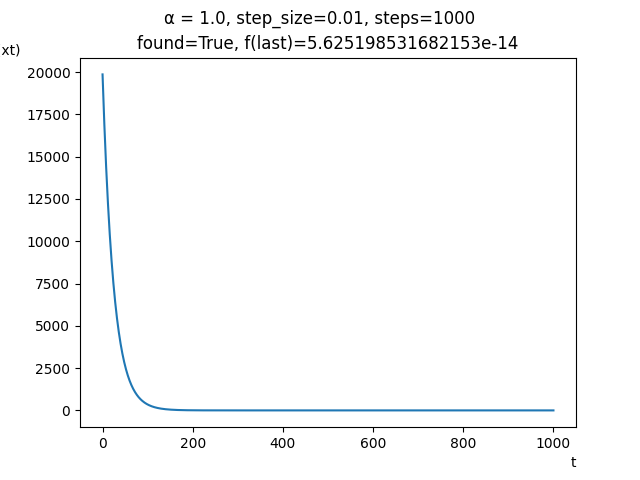 α = 1.0, step_size=0.01, steps=1000
found=True, f(last)=5.625198531682153e-14
xt)
20000
17500
15000
12500
10000
7500
5000
2500
0
0 200 400 600 800 1000
t